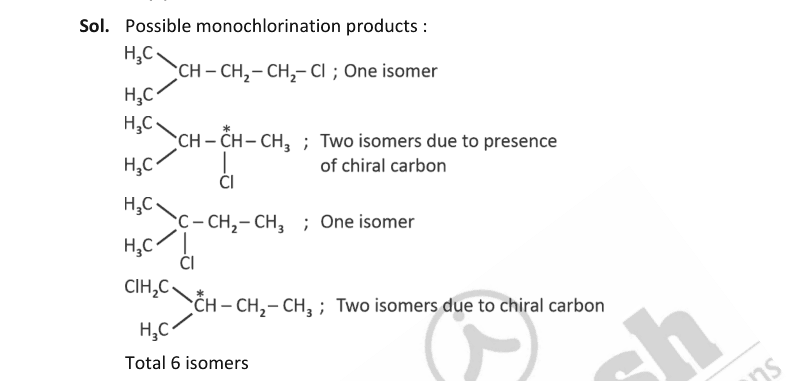 Sol. Possible monochlorination products :
H₃C
CH – CH₂ – CH₂ – Cl ; One isomer
H₃C
H₃C
CH – C*H – CH₃ ; Two isomers due to presence
H₃C
of chiral carbon
Cl
H₃C
C – CH₂ – CH₃ ; One isomer
H₃C
Cl
ClH₂C
*CH – CH₂ – CH₃ ; Two isomers due to chiral carbon
H₃C
Total 6 isomers
sh
ns